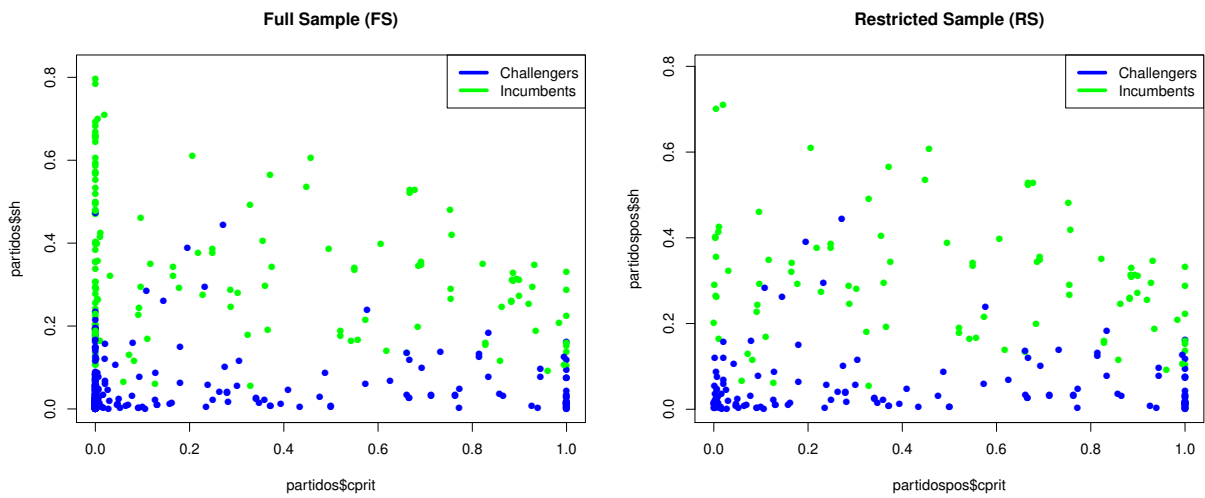 Full Sample (FS)
partidos$sh
0.0 0.2 0.4 0.6 0.8
Challengers
Incumbents
0.0 0.2 0.4 0.6 0.8 1.0
partidos$cprit
Restricted Sample (RS)
partidospos$sh
0.0 0.2 0.4 0.6 0.8
Challengers
Incumbents
0.0 0.2 0.4 0.6 0.8 1.0
partidospos$cprit